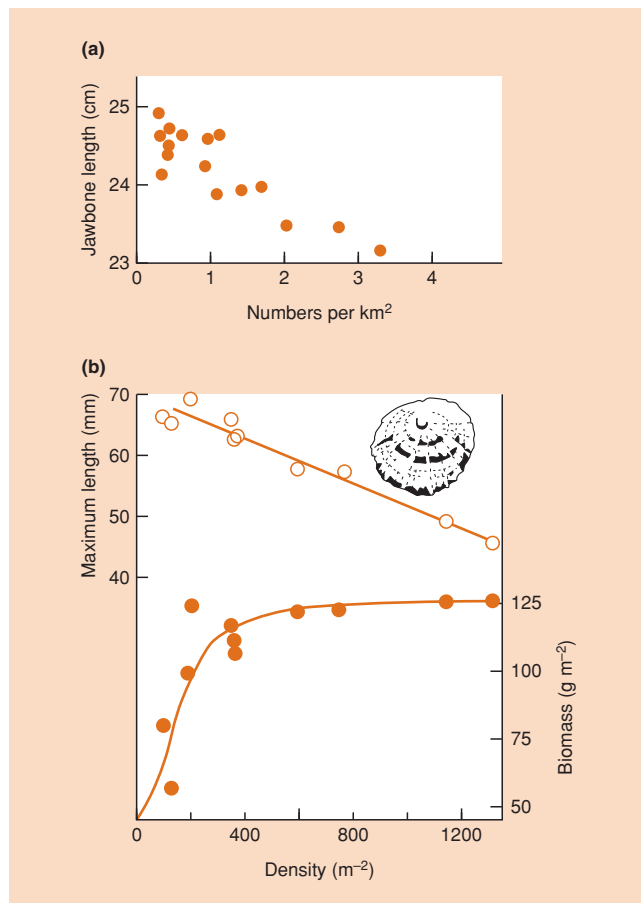 (a)
Jawbone length (cm)
25
24
23
0 1 2 3 4
Numbers per km²
(b)
Maximum length (mm)
70
60
50
40
125
100
75
50
Biomass (g m⁻²)
0 400 800 1200
Density (m⁻²)